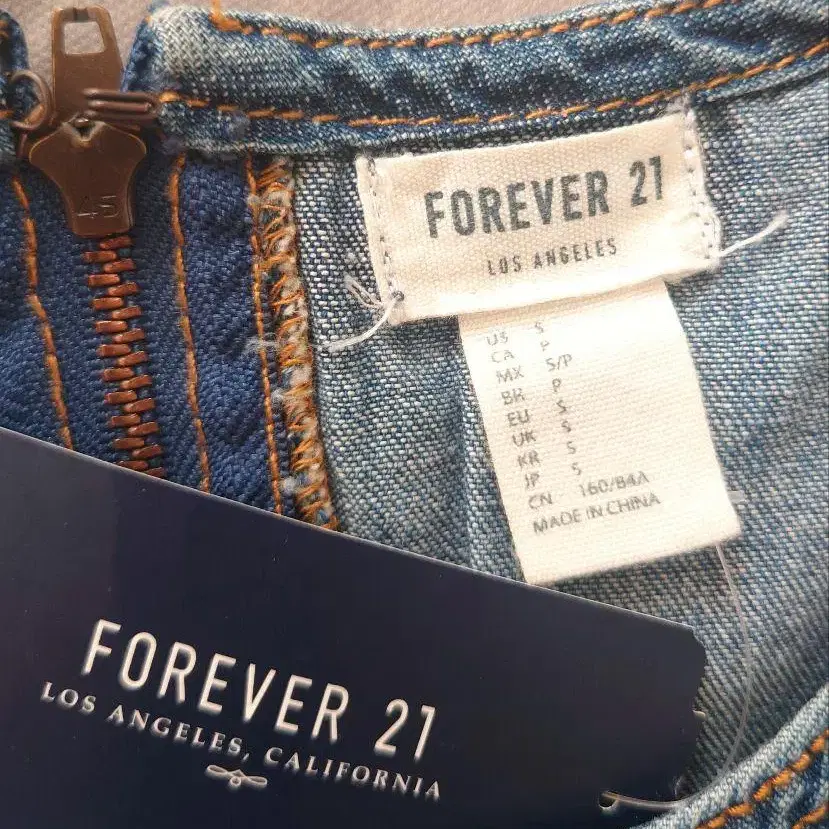 45
FOREVER 21
LOS ANGELES
US S
CA P
MX S/P
BR P
EU S
UK S
KR S
JP S
CN 160/84A
MADE IN CHINA
FOREVER 21
LOS ANGELES, CALIFORNIA